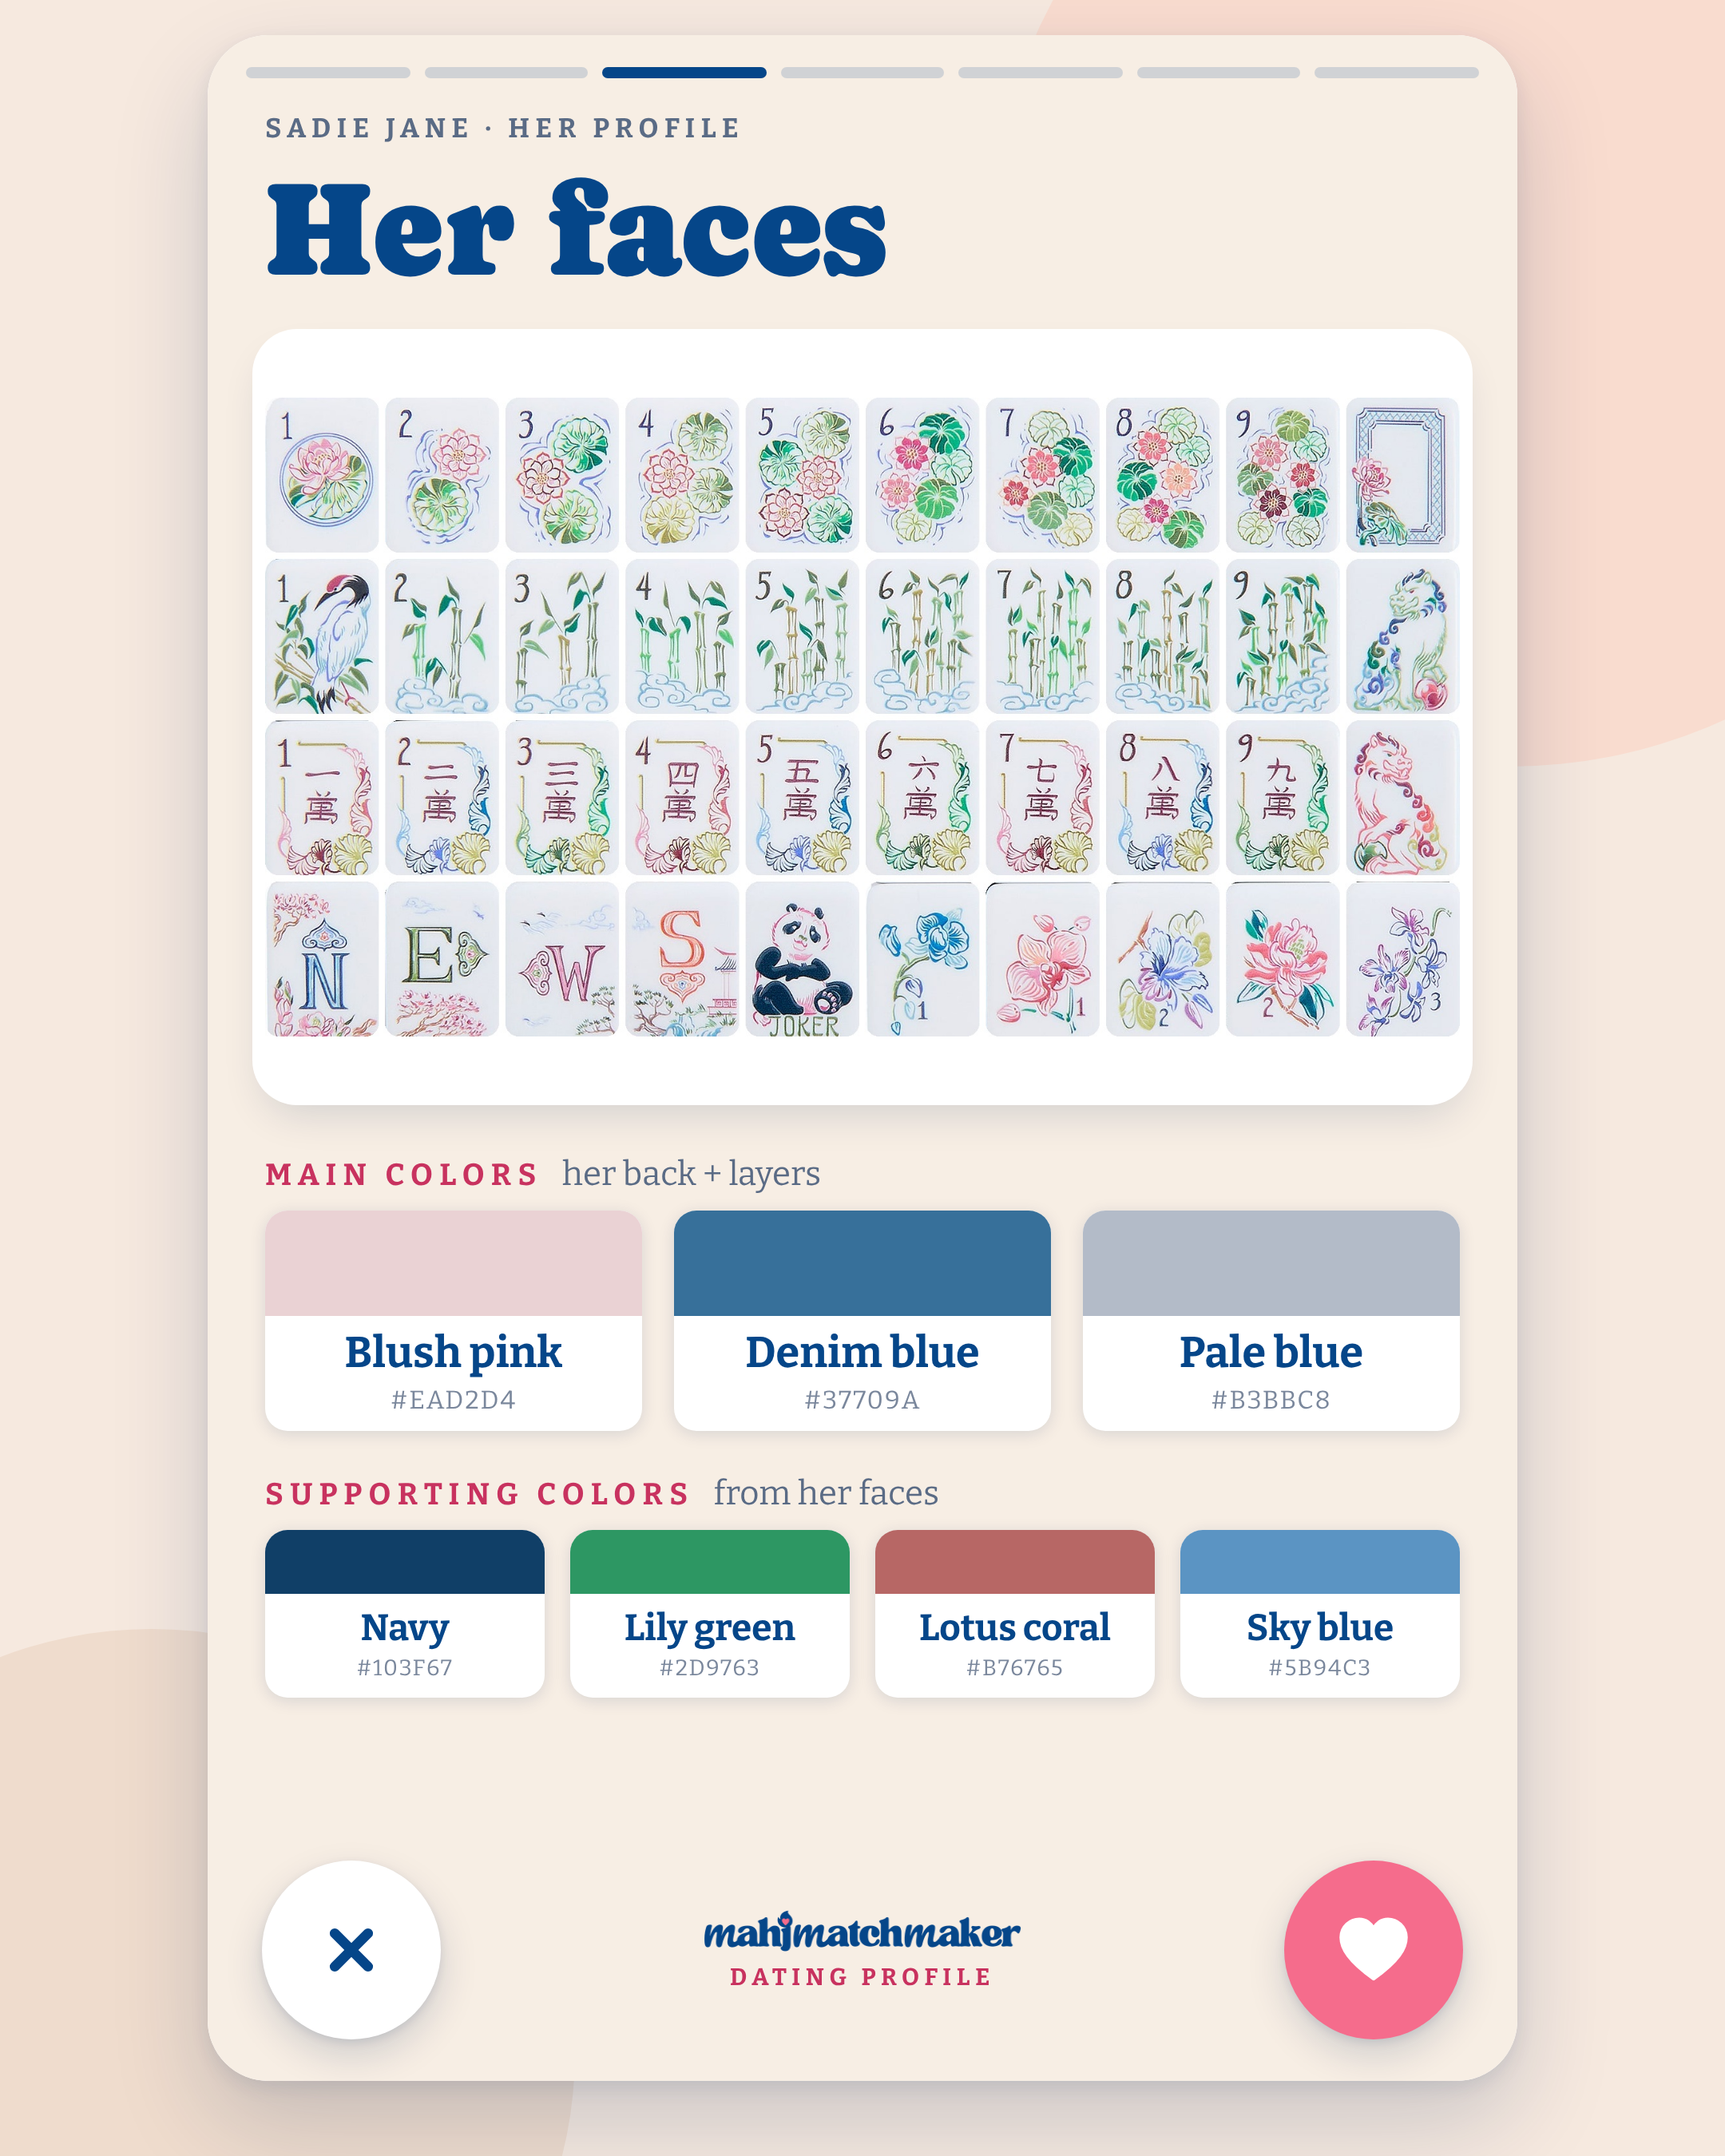 SADIE JANE · HER PROFILE
Her faces
1 2 3 4 5 6 7 8 9
1 2 3 4 5 6 7 8 9
1 2 3 4 5 6 7 8 9
一 二 三 四 五 六 七 八 九
萬 萬 萬 萬 萬 萬 萬 萬 萬
N E W S JOKER 1 1 2 2 3
MAIN COLORS her back + layers
Blush pink Denim blue Pale blue
#EAD2D4 #37709A #B3BBC8
SUPPORTING COLORS from her faces
Navy Lily green Lotus coral Sky blue
#103F67 #2D9763 #B76765 #5B94C3
mahjmatchmaker
DATING PROFILE